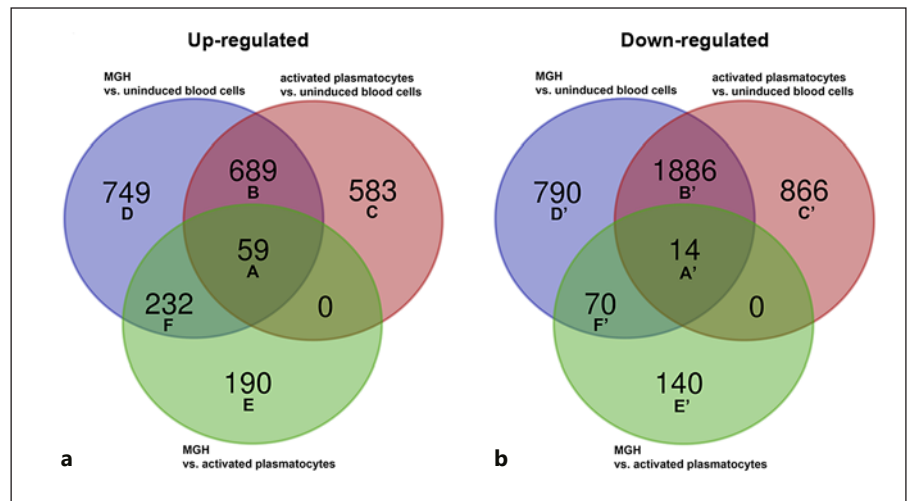 Up-regulated
MGH
vs. uninduced blood cells
activated plasmatocytes
vs. uninduced blood cells
749
D
689
B
583
C
59
A
232
F
0
190
E
MGH
vs. activated plasmatocytes
a
Down-regulated
MGH
vs. uninduced blood cells
activated plasmatocytes
vs. uninduced blood cells
790
D'
1886
B'
866
C'
14
A'
70
F'
0
140
E'
MGH
vs. activated plasmatocytes
b